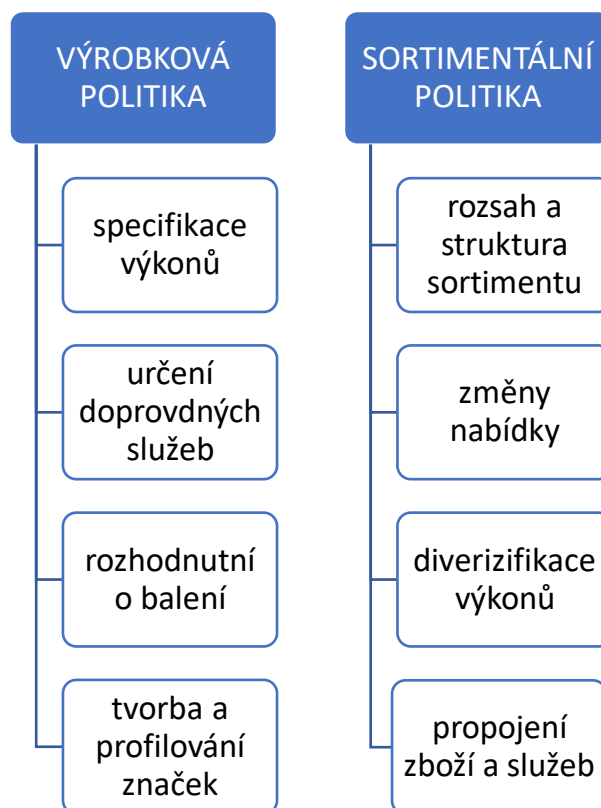 VÝROBKOVÁ
POLITIKA
specifikace
výkonů
určení
doprovdných
služeb
rozhodnutní
o balení
tvorba a
profilování
značek
SORTIMENTÁLNÍ
POLITIKA
rozsah a
struktura
sortimentu
změny
nabídky
diverizifikace
výkonů
propojení
zboží a služeb